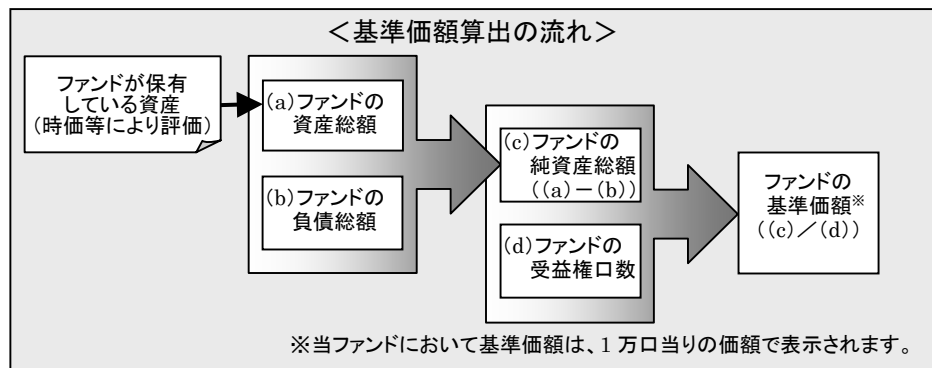 ＜基準価額算出の流れ＞
ファンドが保有
している資産
(時価等により評価)
(a)ファンドの
資産総額
(b)ファンドの
負債総額
(c)ファンドの
純資産総額
((a)－(b))
(d)ファンドの
受益権口数
ファンドの
基準価額※
((c)／(d))
※当ファンドにおいて基準価額は、1万口当りの価額で表示されます。